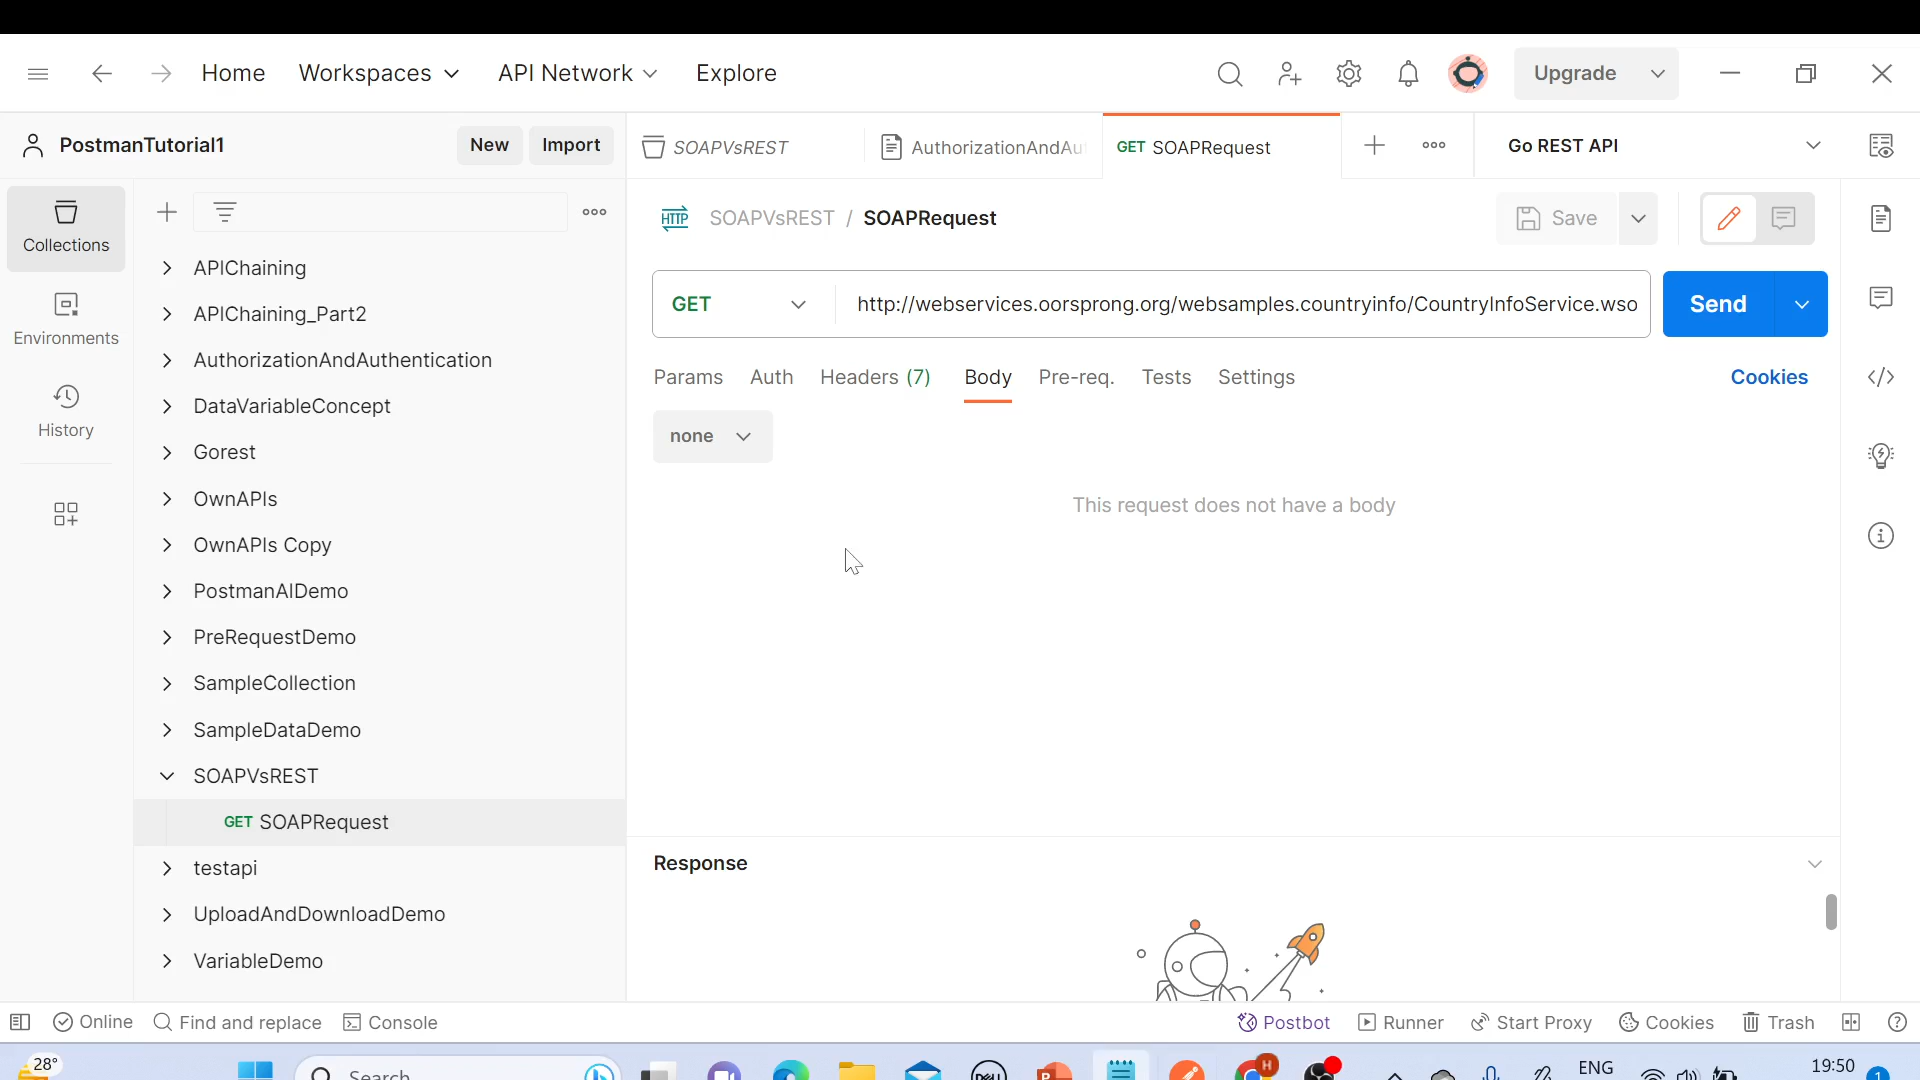 Home Workspaces API Network Explore Upgrade
PostmanTutorial1 New Import SOAPVsREST AuthorizationAndAu GET SOAPRequest Go REST API
Collections
Environments
History
APIChaining
APIChaining_Part2
AuthorizationAndAuthentication
DataVariableConcept
Gorest
OwnAPIs
OwnAPIs Copy
PostmanAIDemo
PreRequestDemo
SampleCollection
SampleDataDemo
SOAPVsREST
GET SOAPRequest
testapi
UploadAndDownloadDemo
VariableDemo
HTTP SOAPVsREST / SOAPRequest Save
GET http://webservices.oorsprong.org/websamples.countryinfo/CountryInfoService.wso Send
Params Auth Headers (7) Body Pre-req. Tests Settings Cookies
none
This request does not have a body
Response
Online Find and replace Console Postbot Runner Start Proxy Cookies Trash
28° Search DELL P H ENG 19:50 1